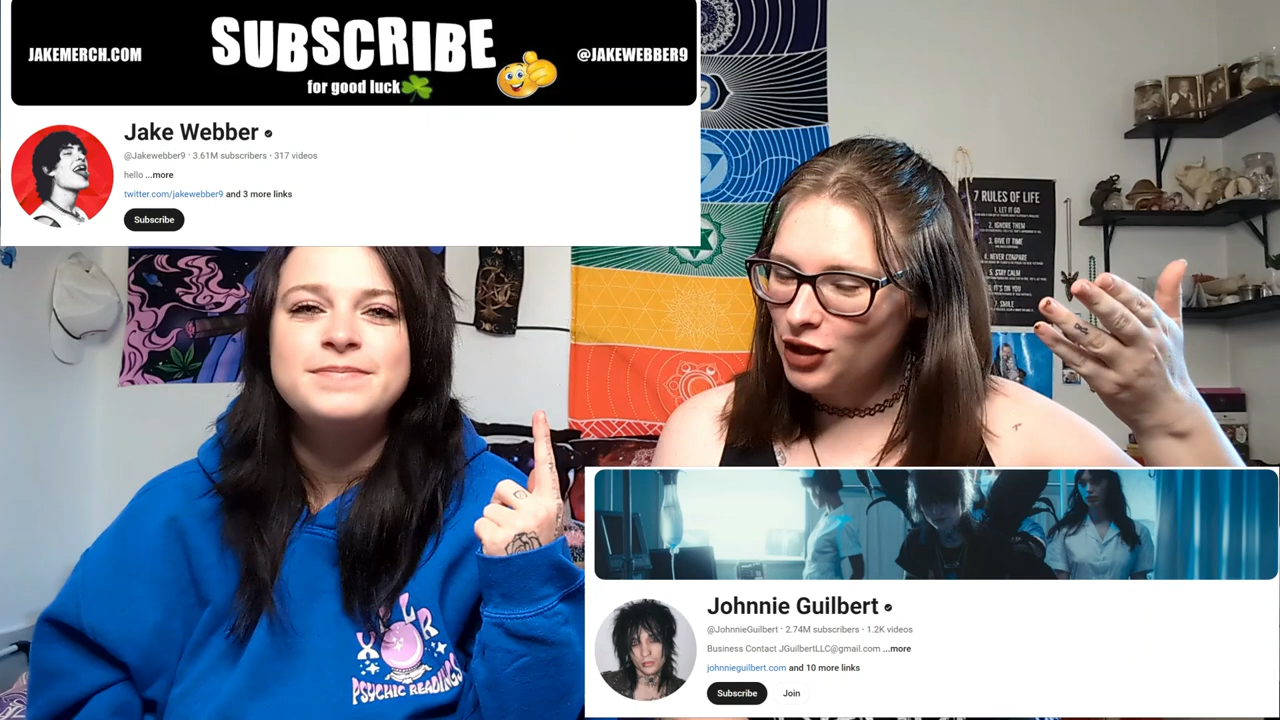 JAKEMERCH.COM
SUBSCRIBE
for good luck
@JAKEWEBBER9
Jake Webber
@Jakewebber9 · 3.61M subscribers · 317 videos
hello ...more
twitter.com/jakewebber9 and 3 more links
Subscribe
7 RULES OF LIFE
1. LET IT GO
2. IGNORE THEM
3. GIVE IT TIME
4. NEVER COMPARE
5. STAY CALM
6. IT'S ON YOU
7. SMILE
PSYCHIC READINGS
Johnnie Guilbert
@JohnnieGuilbert · 2.74M subscribers · 1.2K videos
Business Contact JGuilbertLLC@gmail.com ...more
johnnieguilbert.com and 10 more links
Subscribe
Join